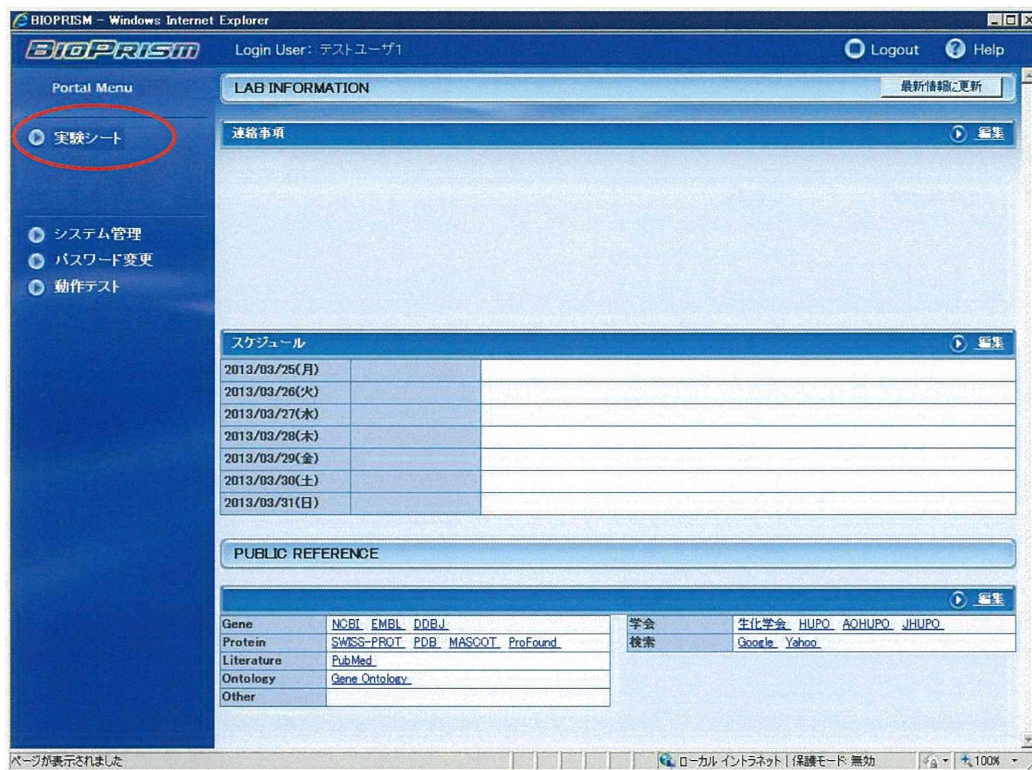 BIOPRISM - Windows Internet Explorer
BIOPRISM Login User: テストユーザ1 Logout Help
Portal Menu
実験シート
システム管理
パスワード変更
動作テスト
LAB INFORMATION 最新情報に更新
連絡事項 編集
スケジュール 編集
2013/03/25(月)
2013/03/26(火)
2013/03/27(水)
2013/03/28(木)
2013/03/29(金)
2013/03/30(土)
2013/03/31(日)
PUBLIC REFERENCE
編集
Gene NCBI EMBL DDBJ 学会 生化学会 HUPO AOHUPO JHUPO
Protein SWISS-PROT PDB MASCOT ProFound 検索 Google Yahoo
Literature PubMed
Ontology Gene Ontology
Other
ページが表示されました ローカル イントラネット | 保護モード: 無効 100%